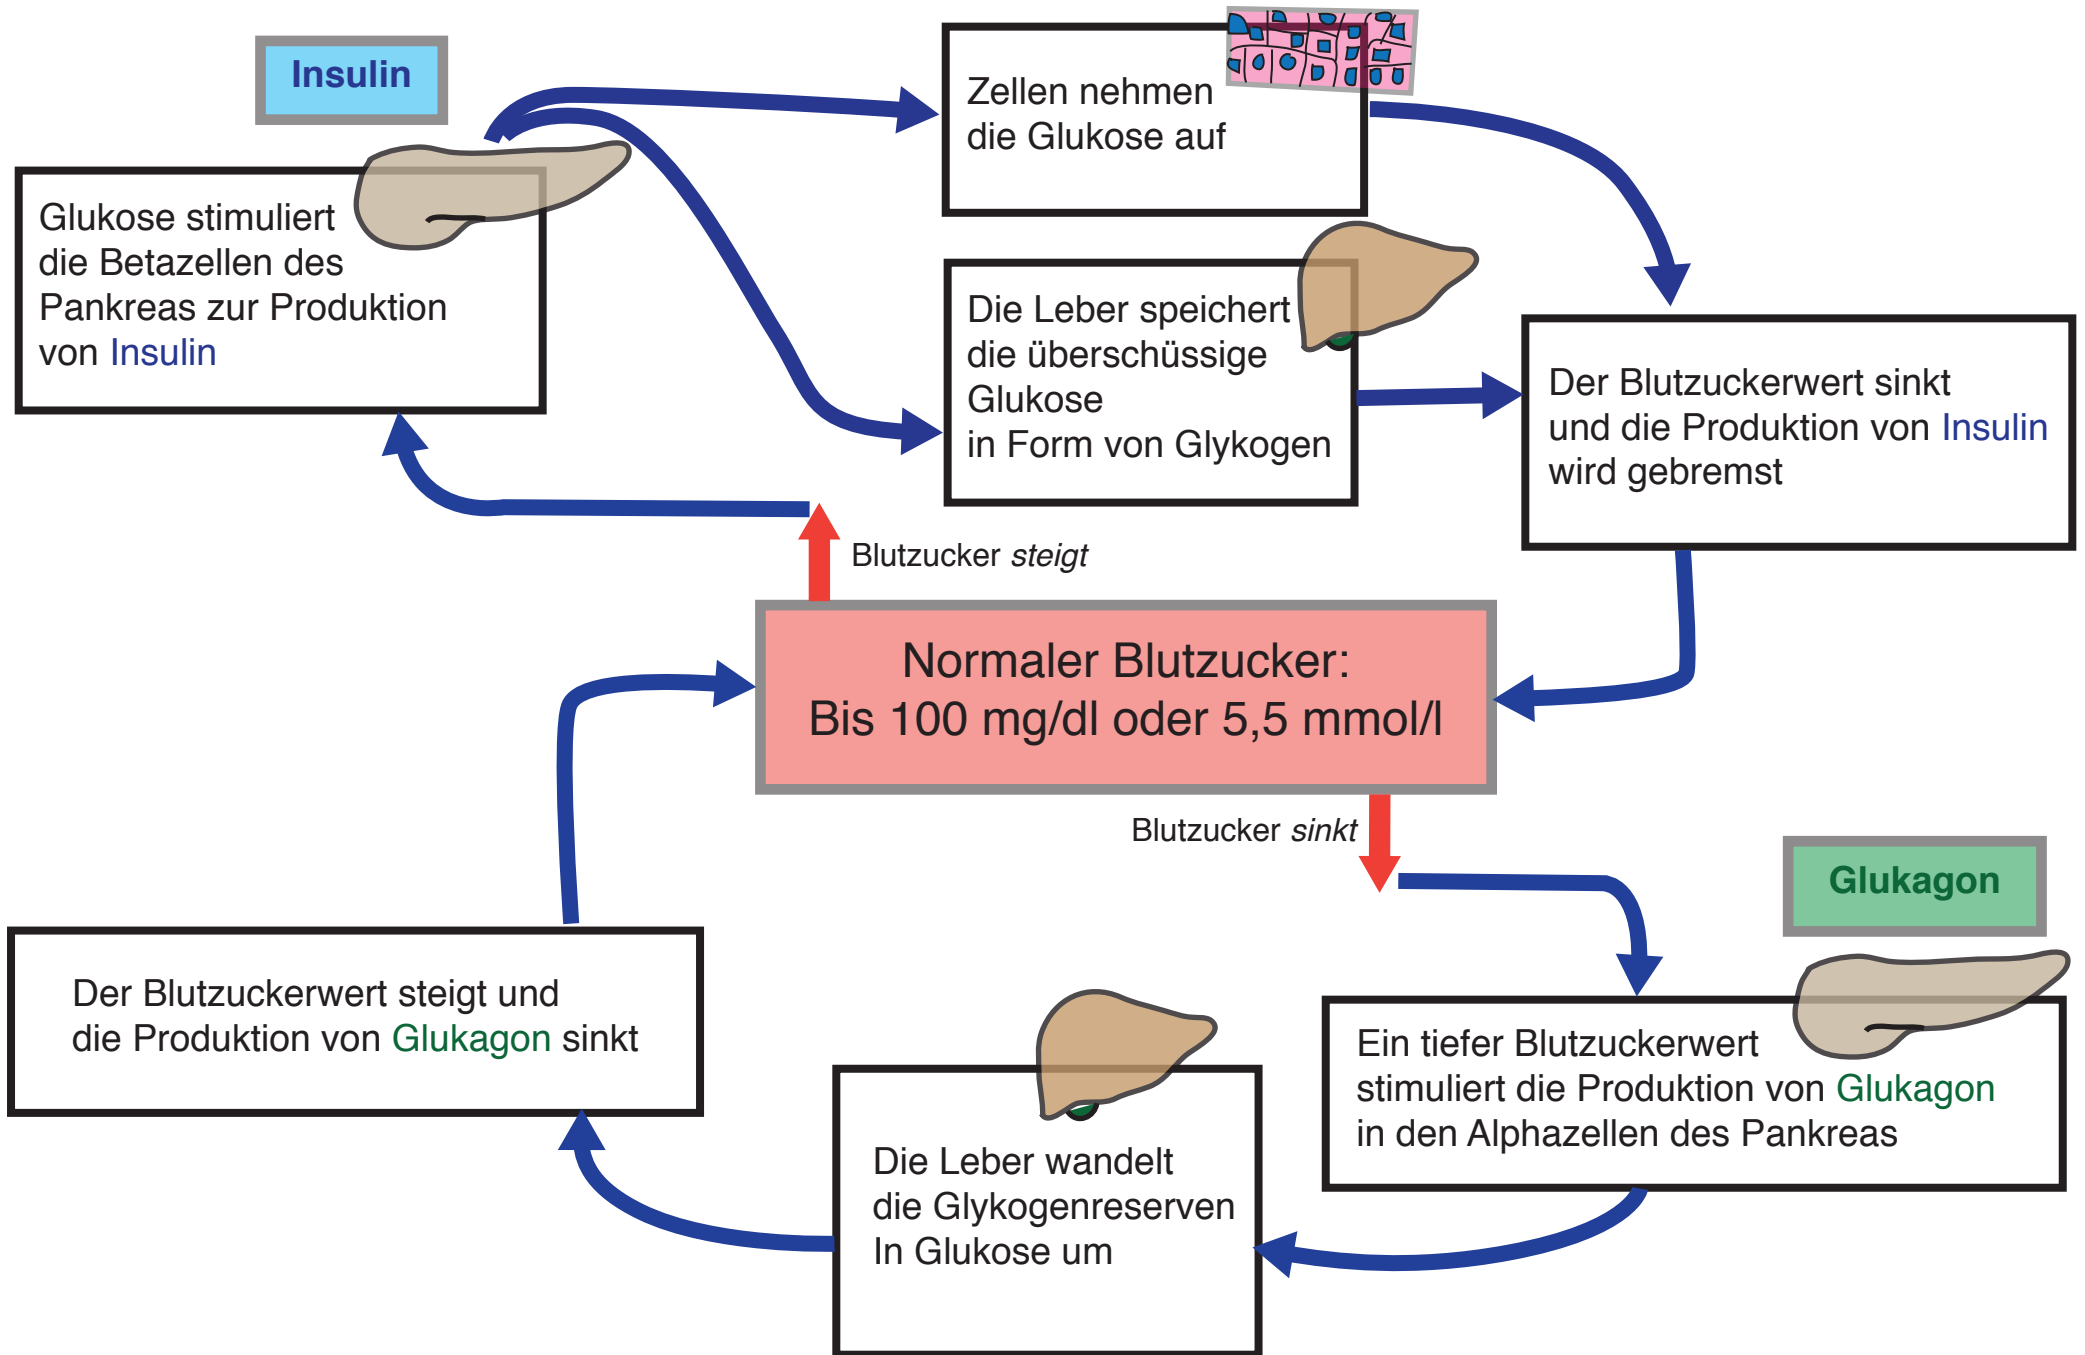 Insulin
Glukose stimuliert
die Betazellen des
Pankreas zur Produktion
von Insulin
Zellen nehmen
die Glukose auf
Die Leber speichert
die überschüssige
Glukose
in Form von Glykogen
Der Blutzuckerwert sinkt
und die Produktion von Insulin
wird gebremst
Blutzucker steigt
Normaler Blutzucker:
Bis 100 mg/dl oder 5,5 mmol/l
Blutzucker sinkt
Glukagon
Ein tiefer Blutzuckerwert
stimuliert die Produktion von Glukagon
in den Alphazellen des Pankreas
Die Leber wandelt
die Glykogenreserven
In Glukose um
Der Blutzuckerwert steigt und
die Produktion von Glukagon sinkt